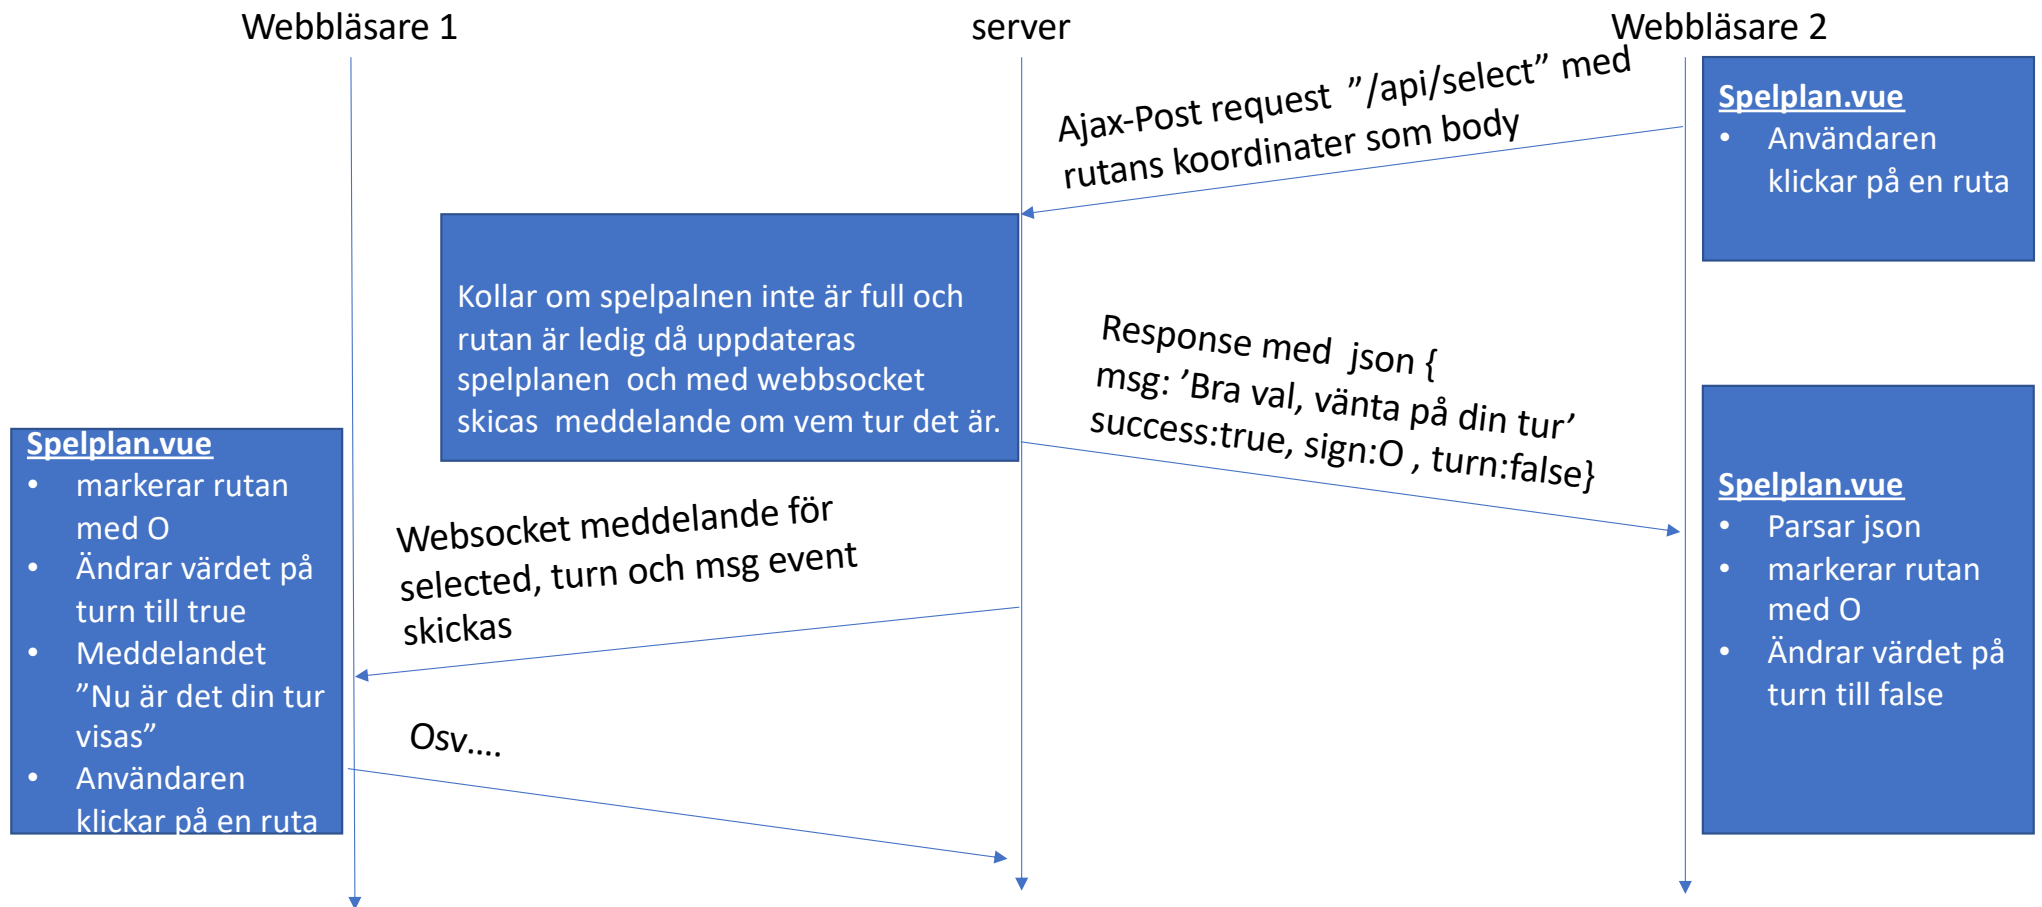 Webbläsare 1
server
Webbläsare 2
Ajax-Post request  ”/api/select” med
rutans koordinater som body
Spelplan.vue
• Användaren
klickar på en ruta
Kollar om spelpalnen inte är full och
rutan är ledig då uppdateras
spelplanen  och med webbsocket
skicas  meddelande om vem tur det är.
Response med  json {
msg: ’Bra val, vänta på din tur’
success:true, sign:O , turn:false}
Spelplan.vue
• markerar rutan
med O
• Ändrar värdet på
turn till true
• Meddelandet
”Nu är det din tur
visas”
• Användaren
klickar på en ruta
Websocket meddelande för
selected, turn och msg event
skickas
Spelplan.vue
• Parsar json
• markerar rutan
med O
• Ändrar värdet på
turn till false
Osv....